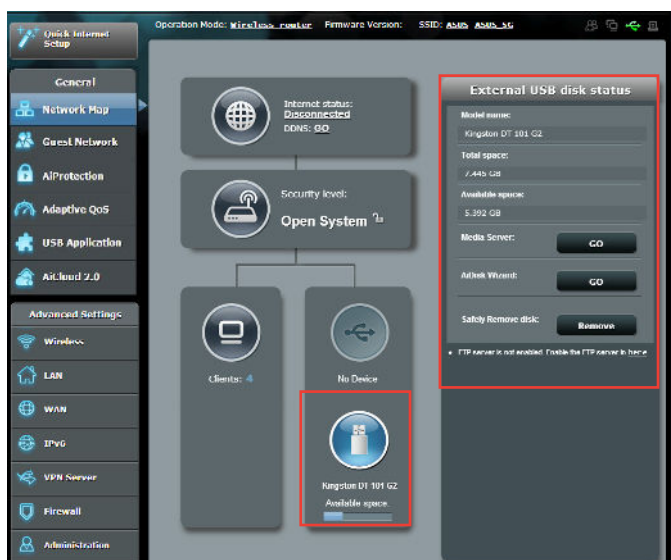 Quick Internet
Setup
Operation Mode: Wireless router Firmware Version: SSID: ASUS ASUS_5G
General
Network Map
Guest Network
AiProtection
Adaptive QoS
USB Application
AiCloud 2.0
Advanced Settings
Wireless
LAN
WAN
IPv6
VPN Server
Firewall
Administration
Internet status:
Disconnected
DDNS: GO
Security level:
Open System
Clients: 4
No Device
Kingston DT 101 G2
Available space
External USB disk status
Model name:
Kingston DT 101 G2
Total space:
7.445 GB
Available space:
5.392 GB
Media Server: GO
AiDisk Wizard: GO
Safely Remove disk: Remove
• FTP server is not enabled. Enable the FTP server in here